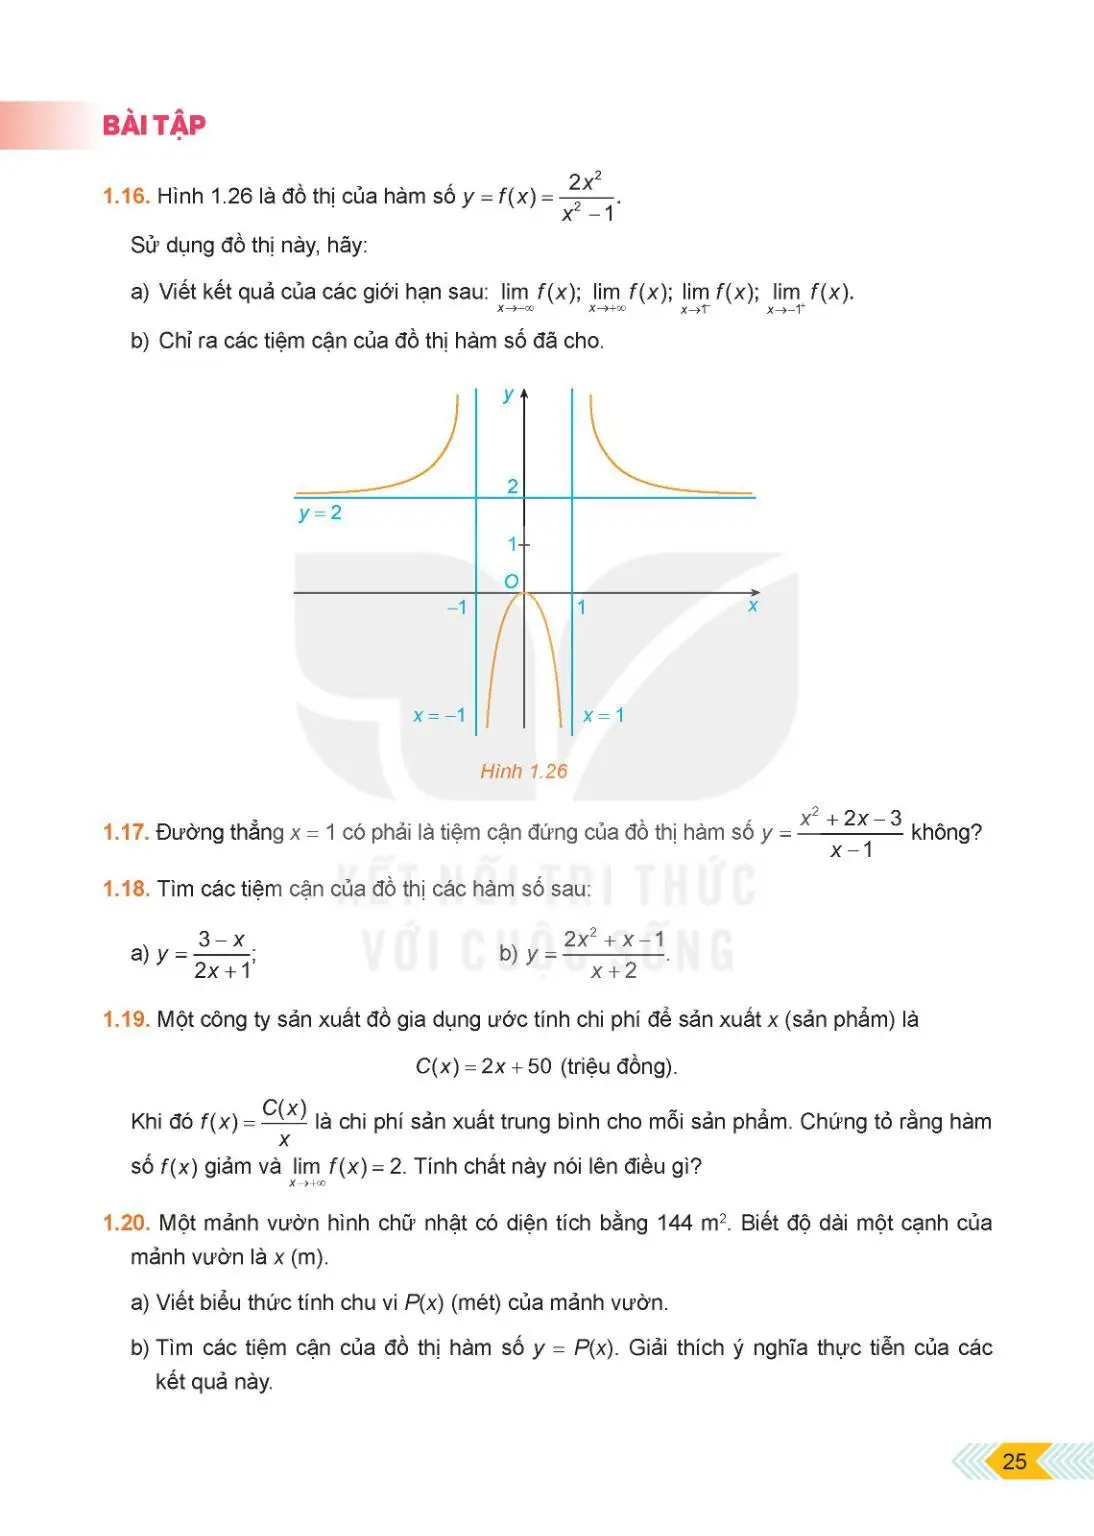 BÀI TẬP
1.16. Hình 1.26 là đồ thị của hàm số y = f(x) = 2x²/(x² – 1).
Sử dụng đồ thị này, hãy:
a) Viết kết quả của các giới hạn sau: lim x→–∞ f(x); lim x→+∞ f(x); lim x→1⁻ f(x); lim x→–1⁺ f(x).
b) Chỉ ra các tiệm cận của đồ thị hàm số đã cho.
y
2
y = 2
1
O
–1
1
x
x = –1
x = 1
Hình 1.26
1.17. Đường thẳng x = 1 có phải là tiệm cận đứng của đồ thị hàm số y = (x² + 2x – 3)/(x – 1) không?
KẾT NỐI TRI THỨC
1.18. Tìm các tiệm cận của đồ thị các hàm số sau:
VỚI CUỘC SỐNG
a) y = (3 – x)/(2x + 1);
b) y = (2x² + x – 1)/(x + 2).
1.19. Một công ty sản xuất đồ gia dụng ước tính chi phí để sản xuất x (sản phẩm) là
C(x) = 2x + 50 (triệu đồng).
Khi đó f(x) = C(x)/x là chi phí sản xuất trung bình cho mỗi sản phẩm. Chứng tỏ rằng hàm
số f(x) giảm và lim x→+∞ f(x) = 2. Tính chất này nói lên điều gì?
1.20. Một mảnh vườn hình chữ nhật có diện tích bằng 144 m². Biết độ dài một cạnh của
mảnh vườn là x (m).
a) Viết biểu thức tính chu vi P(x) (mét) của mảnh vườn.
b) Tìm các tiệm cận của đồ thị hàm số y = P(x). Giải thích ý nghĩa thực tiễn của các
kết quả này.
25